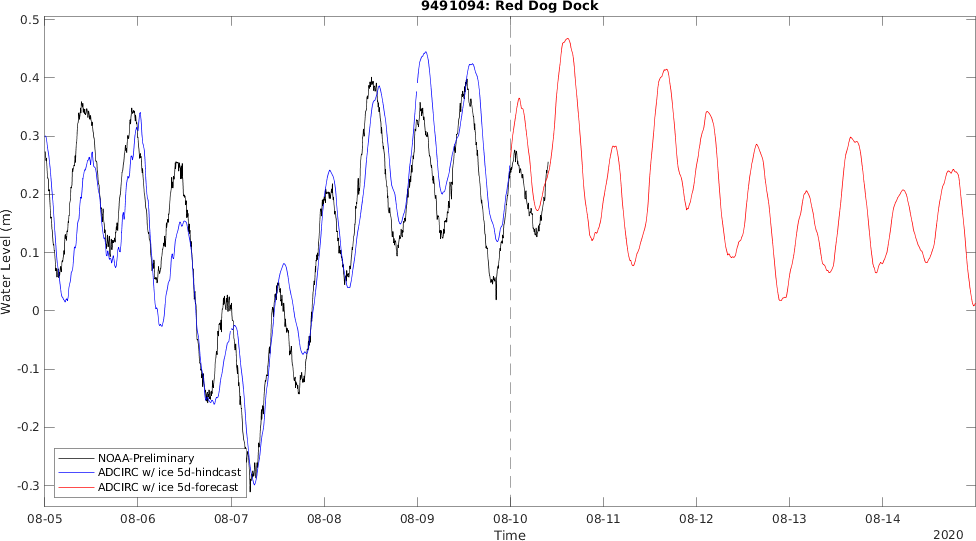 9491094: Red Dog Dock
0.5
0.4
0.3
0.2
0.1
0
-0.1
-0.2
-0.3
Water Level (m)
NOAA-Preliminary
ADCIRC w/ ice 5d-hindcast
ADCIRC w/ ice 5d-forecast
08-05 08-06 08-07 08-08 08-09 08-10 08-11 08-12 08-13 08-14
Time
2020